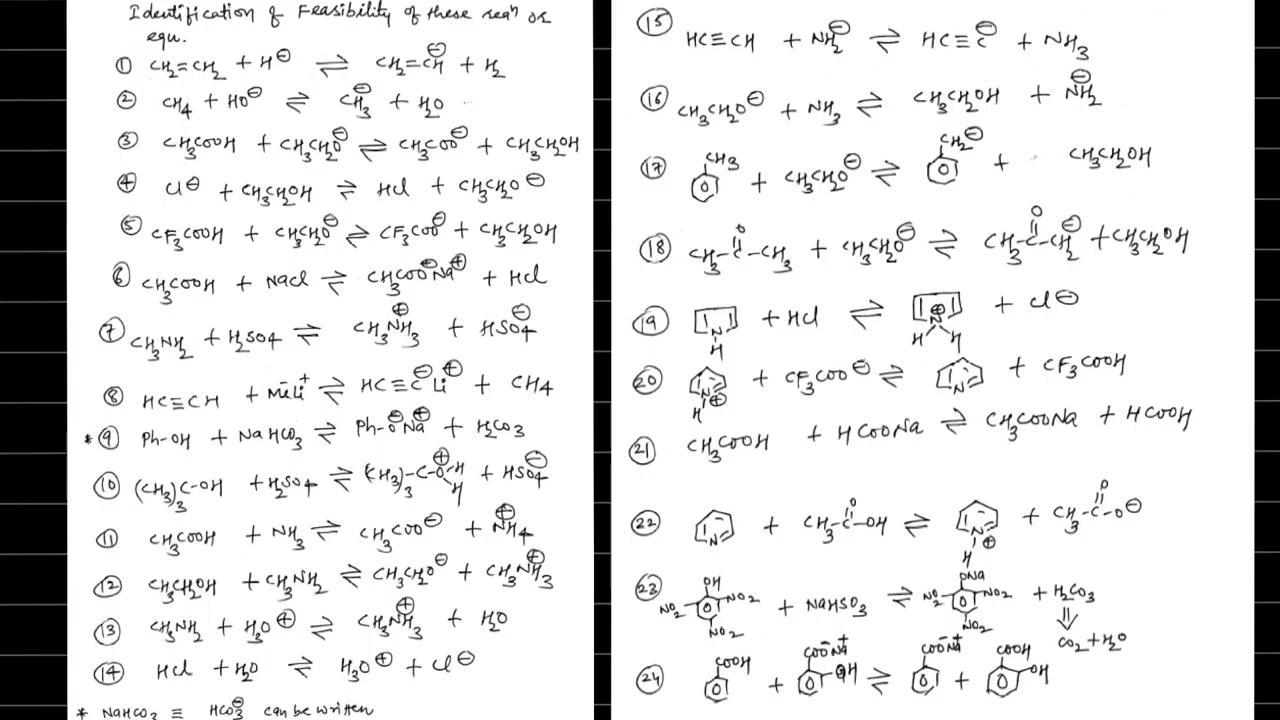 Identification of Feasibility of these reaⁿ or
equ.
① CH₂=CH₂ + H⊖ ⇌ CH₂=CH⊖ + H₂
② CH₄ + HO⊖ ⇌ CH₃⊖ + H₂O
③ CH₃COOH + CH₃CH₂O⊖ ⇌ CH₃COO⊖ + CH₃CH₂OH
④ Cl⊖ + CH₃CH₂OH ⇌ HCl + CH₃CH₂O⊖
⑤ CF₃COOH + CH₃CH₂O⊖ ⇌ CF₃COO⊖ + CH₃CH₂OH
⑥ CH₃COOH + NaCl ⇌ CH₃COO⊖Na⊕ + HCl
⑦ CH₃NH₂ + H₂SO₄ ⇌ CH₃NH₃⊕ + HSO₄⊖
⑧ HC≡CH + MeLi⁺ ⇌ HC≡C⊖Li⊕ + CH4
* ⑨ Ph-OH + NaHCO₃ ⇌ Ph-O⊖Na⊕ + H₂CO₃
⑩ (CH₃)₃C-OH + H₂SO₄ ⇌ (CH₃)₃-C-O⊕-H H + HSO₄⊖
⑪ CH₃COOH + NH₃ ⇌ CH₃COO⊖ + NH₄⊕
⑫ CH₃CH₂OH + CH₃NH₂ ⇌ CH₃CH₂O⊖ + CH₃NH₃⊕
⑬ CH₃NH₂ + H₃O⊕ ⇌ CH₃NH₃⊕ + H₂O
⑭ HCl + H₂O ⇌ H₃O⊕ + Cl⊖
* NaHCO₃ ≡ HCO₃⊖ can be written
⑮ HC≡CH + NH₂⊖ ⇌ HC≡C⊖ + NH₃
⑯ CH₃CH₂O⊖ + NH₃ ⇌ CH₃CH₂OH + NH₂⊖
⑰ CH₃ + CH₃CH₂O⊖ ⇌ CH₂⊖ + CH₃CH₂OH
⑱ CH₃-C(=O)-CH₃ + CH₃CH₂O⊖ ⇌ CH₃-C(=O)-CH₂⊖ + CH₃CH₂OH
⑲ N H + HCl ⇌ ⊕ N H H + Cl⊖
⑳ N H ⊕ + CF₃COO⊖ ⇌ N + CF₃COOH
㉑ CH₃COOH + HCOONa ⇌ CH₃COONa + HCOOH
㉒ N + CH₃-C(=O)-OH ⇌ N H ⊕ + CH₃-C(=O)-O⊖
㉓ OH NO₂ NO₂ NO₂ + NaHSO₃ ⇌ ONa NO₂ NO₂ NO₂ + H₂CO₃
⇓
CO₂+H₂O
㉔ COOH + COO⁻Na⁺ OH ⇌ COO⁻Na⁺ + COOH OH